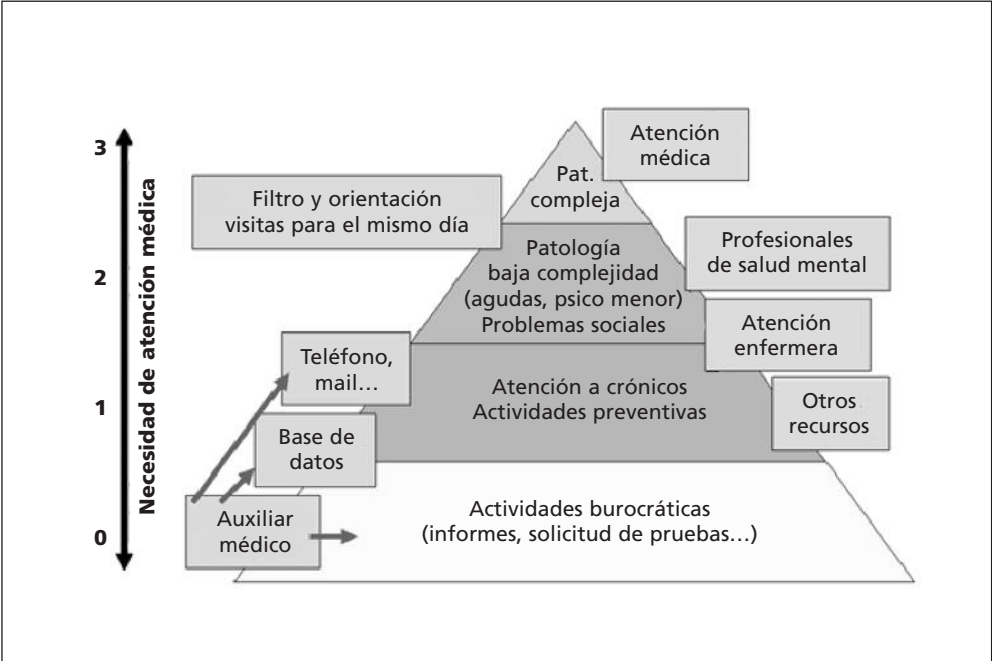 Necesidad de atención médica
3
2
1
0
Atención
médica
Pat.
compleja
Filtro y orientación
visitas para el mismo día
Patología
baja complejidad
(agudas, psico menor)
Problemas sociales
Profesionales
de salud mental
Atención
enfermera
Teléfono,
mail...
Atención a crónicos
Actividades preventivas
Otros
recursos
Base de
datos
Auxiliar
médico
Actividades burocráticas
(informes, solicitud de pruebas...)